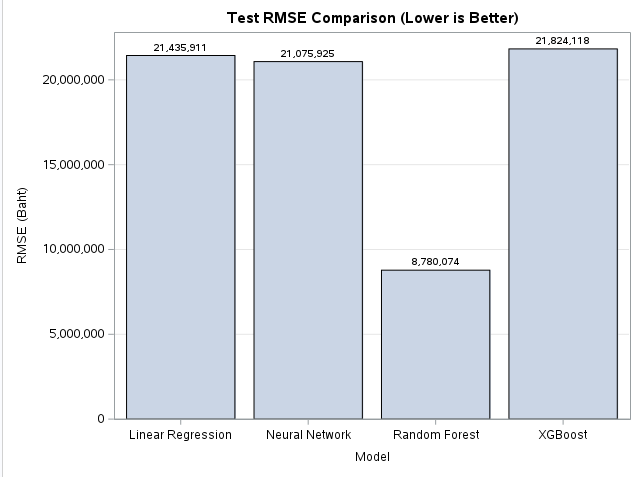 Test RMSE Comparison (Lower is Better)
21,435,911
21,075,925
8,780,074
21,824,118
20,000,000
15,000,000
10,000,000
5,000,000
0
RMSE (Baht)
Linear Regression
Neural Network
Random Forest
XGBoost
Model